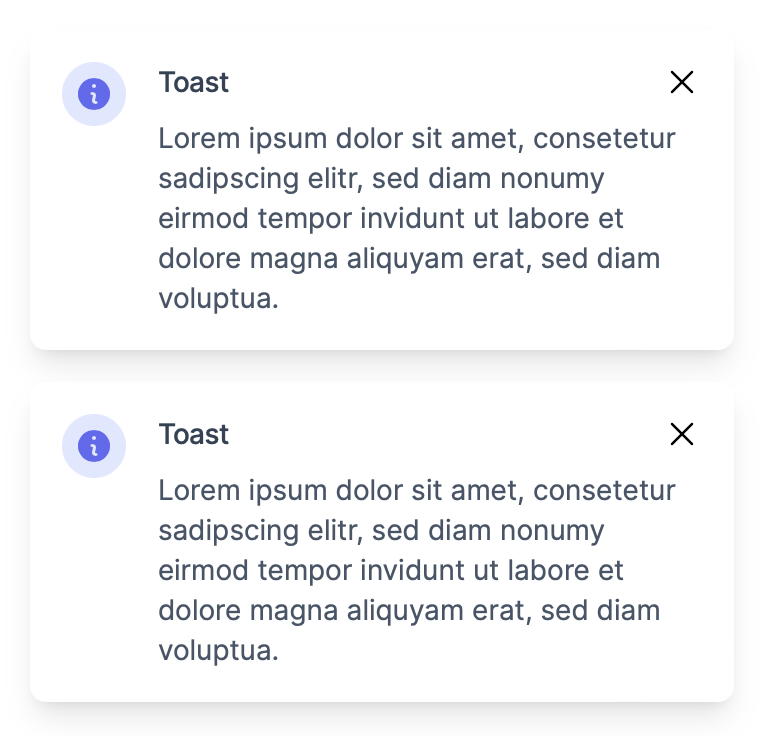 Toast
Lorem ipsum dolor sit amet, consetetur
sadipscing elitr, sed diam nonumy
eirmod tempor invidunt ut labore et
dolore magna aliquyam erat, sed diam
voluptua.
Toast
Lorem ipsum dolor sit amet, consetetur
sadipscing elitr, sed diam nonumy
eirmod tempor invidunt ut labore et
dolore magna aliquyam erat, sed diam
voluptua.